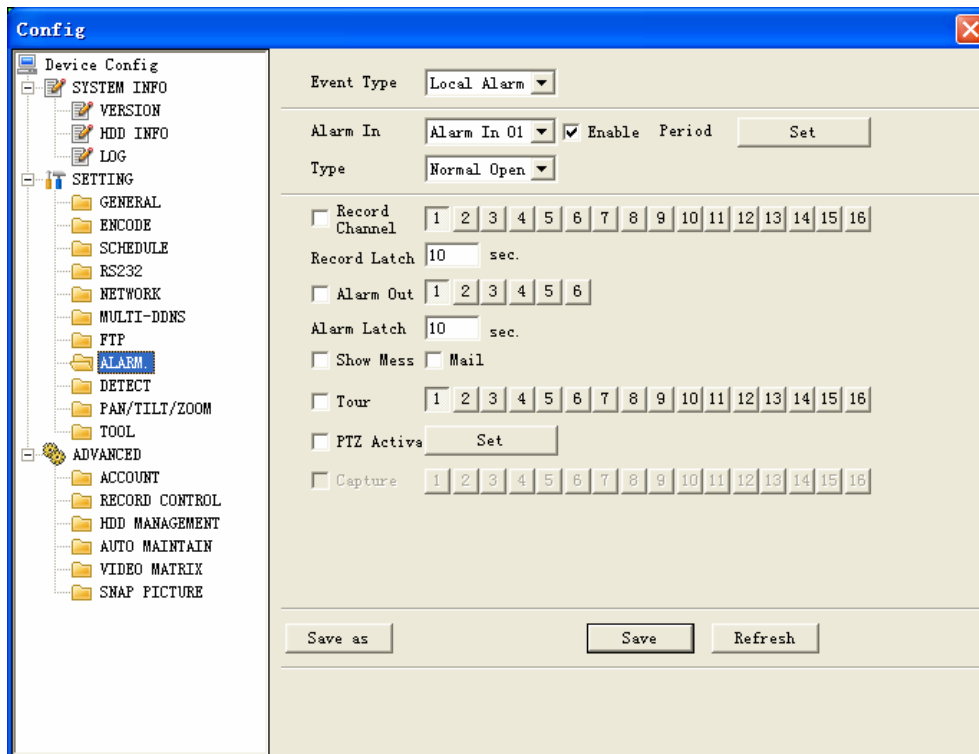 Config
Device Config
SYSTEM INFO
VERSION
HDD INFO
LOG
SETTING
GENERAL
ENCODE
SCHEDULE
RS232
NETWORK
MULTI-DDNS
FTP
ALARM.
DETECT
PAN/TILT/ZOOM
TOOL
ADVANCED
ACCOUNT
RECORD CONTROL
HDD MANAGEMENT
AUTO MAINTAIN
VIDEO MATRIX
SNAP PICTURE
Event Type Local Alarm
Alarm In Alarm In 01 Enable Period Set
Type Normal Open
Record Channel 1 2 3 4 5 6 7 8 9 10 11 12 13 14 15 16
Record Latch 10 sec.
Alarm Out 1 2 3 4 5 6
Alarm Latch 10 sec.
Show Mess Mail
Tour 1 2 3 4 5 6 7 8 9 10 11 12 13 14 15 16
PTZ Activa Set
Capture 1 2 3 4 5 6 7 8 9 10 11 12 13 14 15 16
Save as Save Refresh